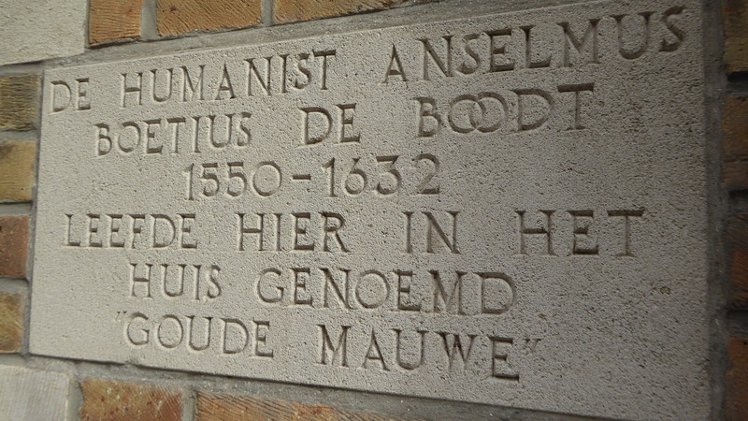 DE HUMANIST ANSELMUS
BOETIUS DE BOODT
1550-1632
LEEFDE HIER IN HET
HUIS GENOEMD
"GOUDE MAUWE"